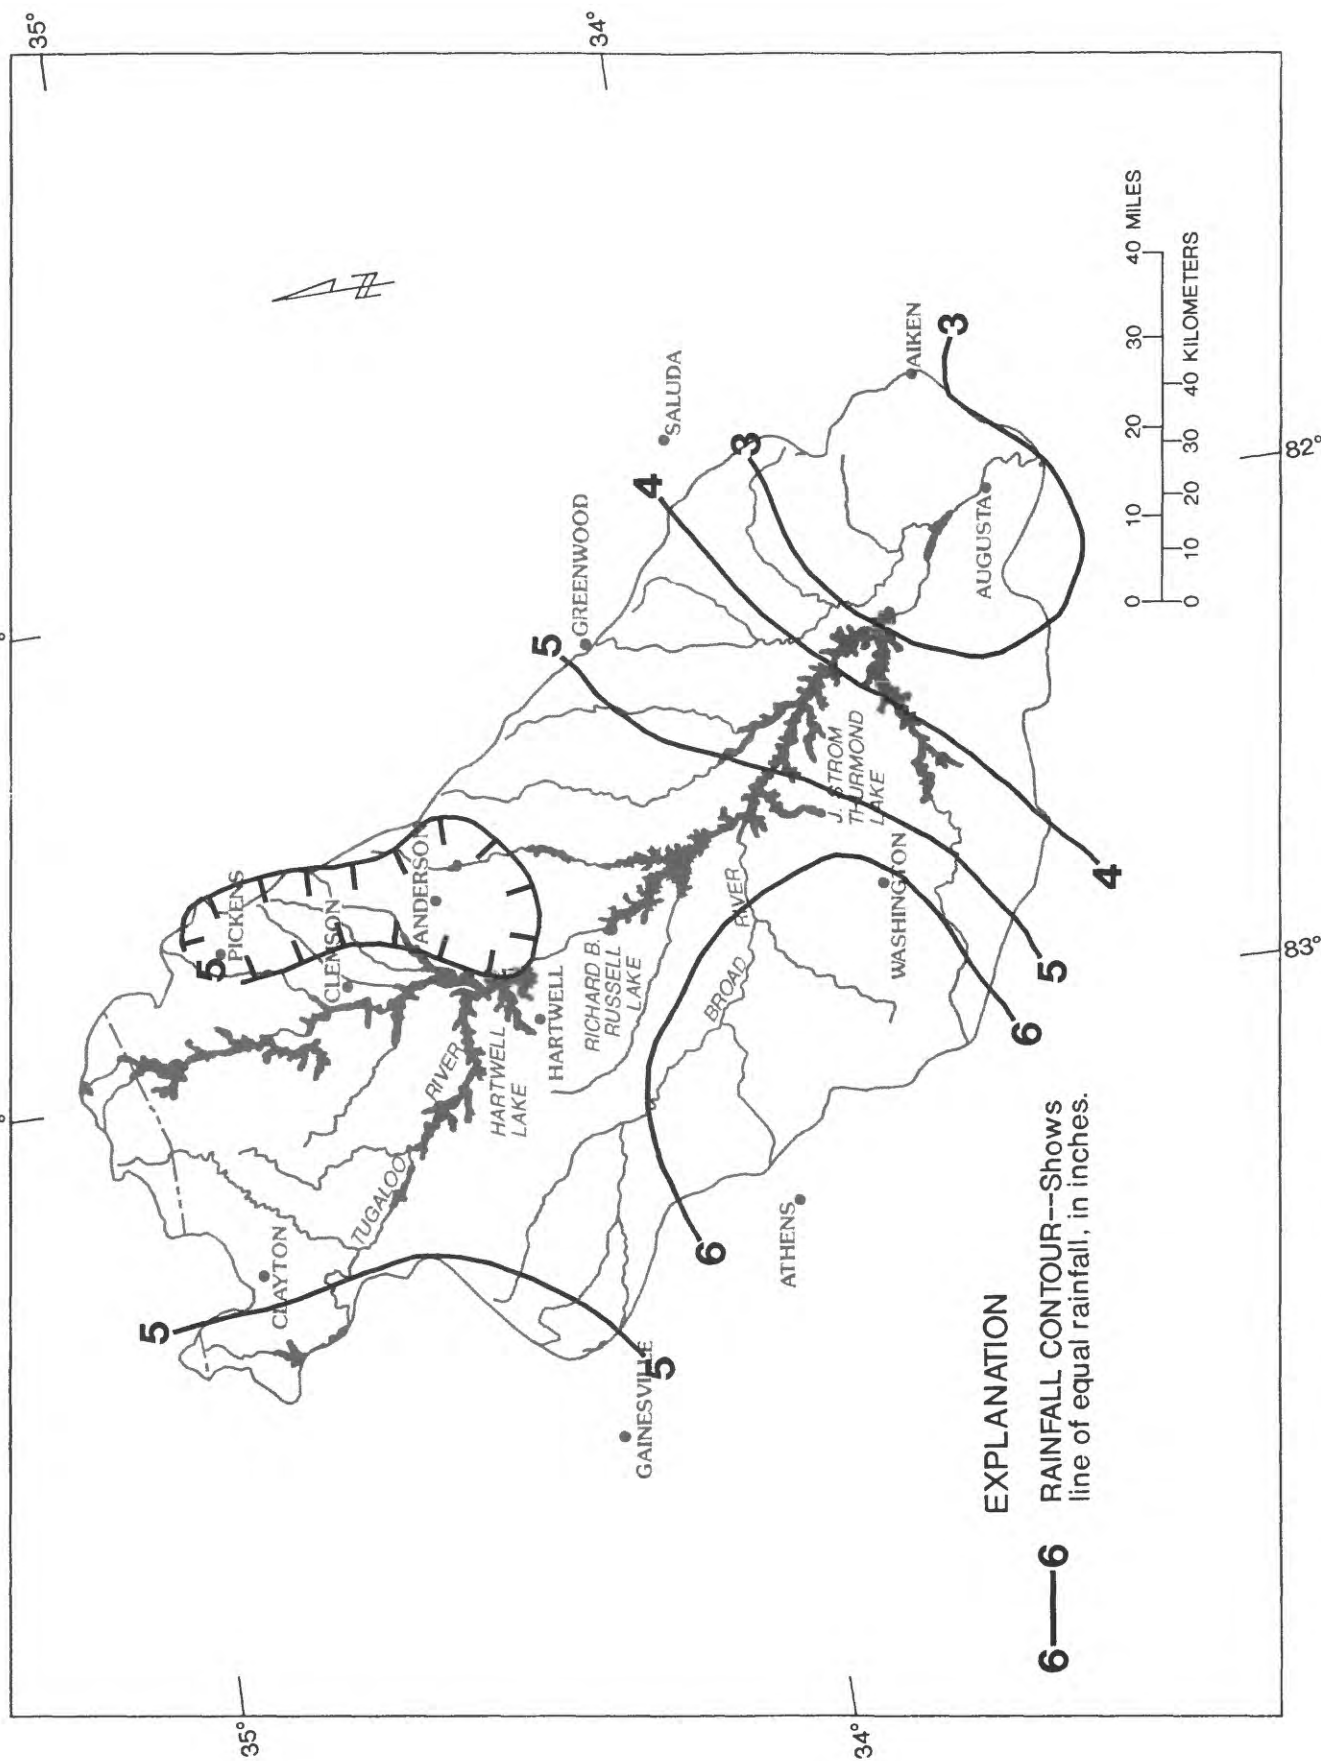 35°
34°
PICKENS
5
CLEMSON
ANDERSON
5
GREENWOOD
4
SALUDA
3
AIKEN
3
AUGUSTA
5
CLAYTON
TUGALOO
RIVER
HARTWELL
LAKE
HARTWELL
RICHARD B.
RUSSELL
LAKE
BROAD
RIVER
J. STROM
THURMOND
LAKE
WASHINGTON
4
5
6
6
ATHENS
GAINESVILLE
5
0 10 20 30 40 MILES
0 10 20 30 40 KILOMETERS
82°
83°
35°
34°
EXPLANATION
6 6 RAINFALL CONTOUR--Shows
line of equal rainfall, in inches.